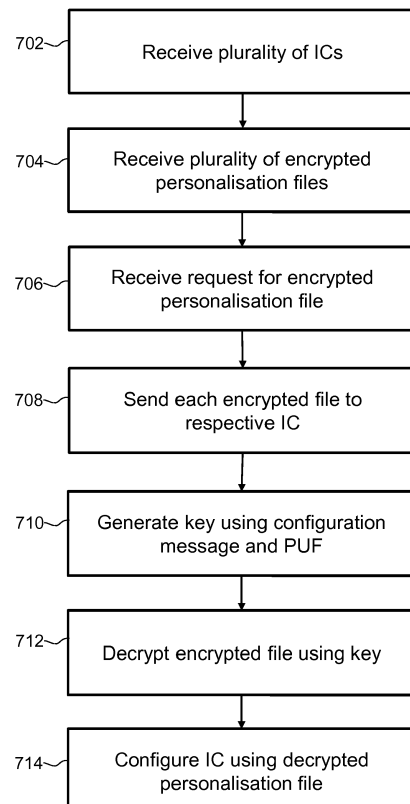 702
Receive plurality of ICs
704
Receive plurality of encrypted
personalisation files
706
Receive request for encrypted
personalisation file
708
Send each encrypted file to
respective IC
710
Generate key using configuration
message and PUF
712
Decrypt encrypted file using key
714
Configure IC using decrypted
personalisation file